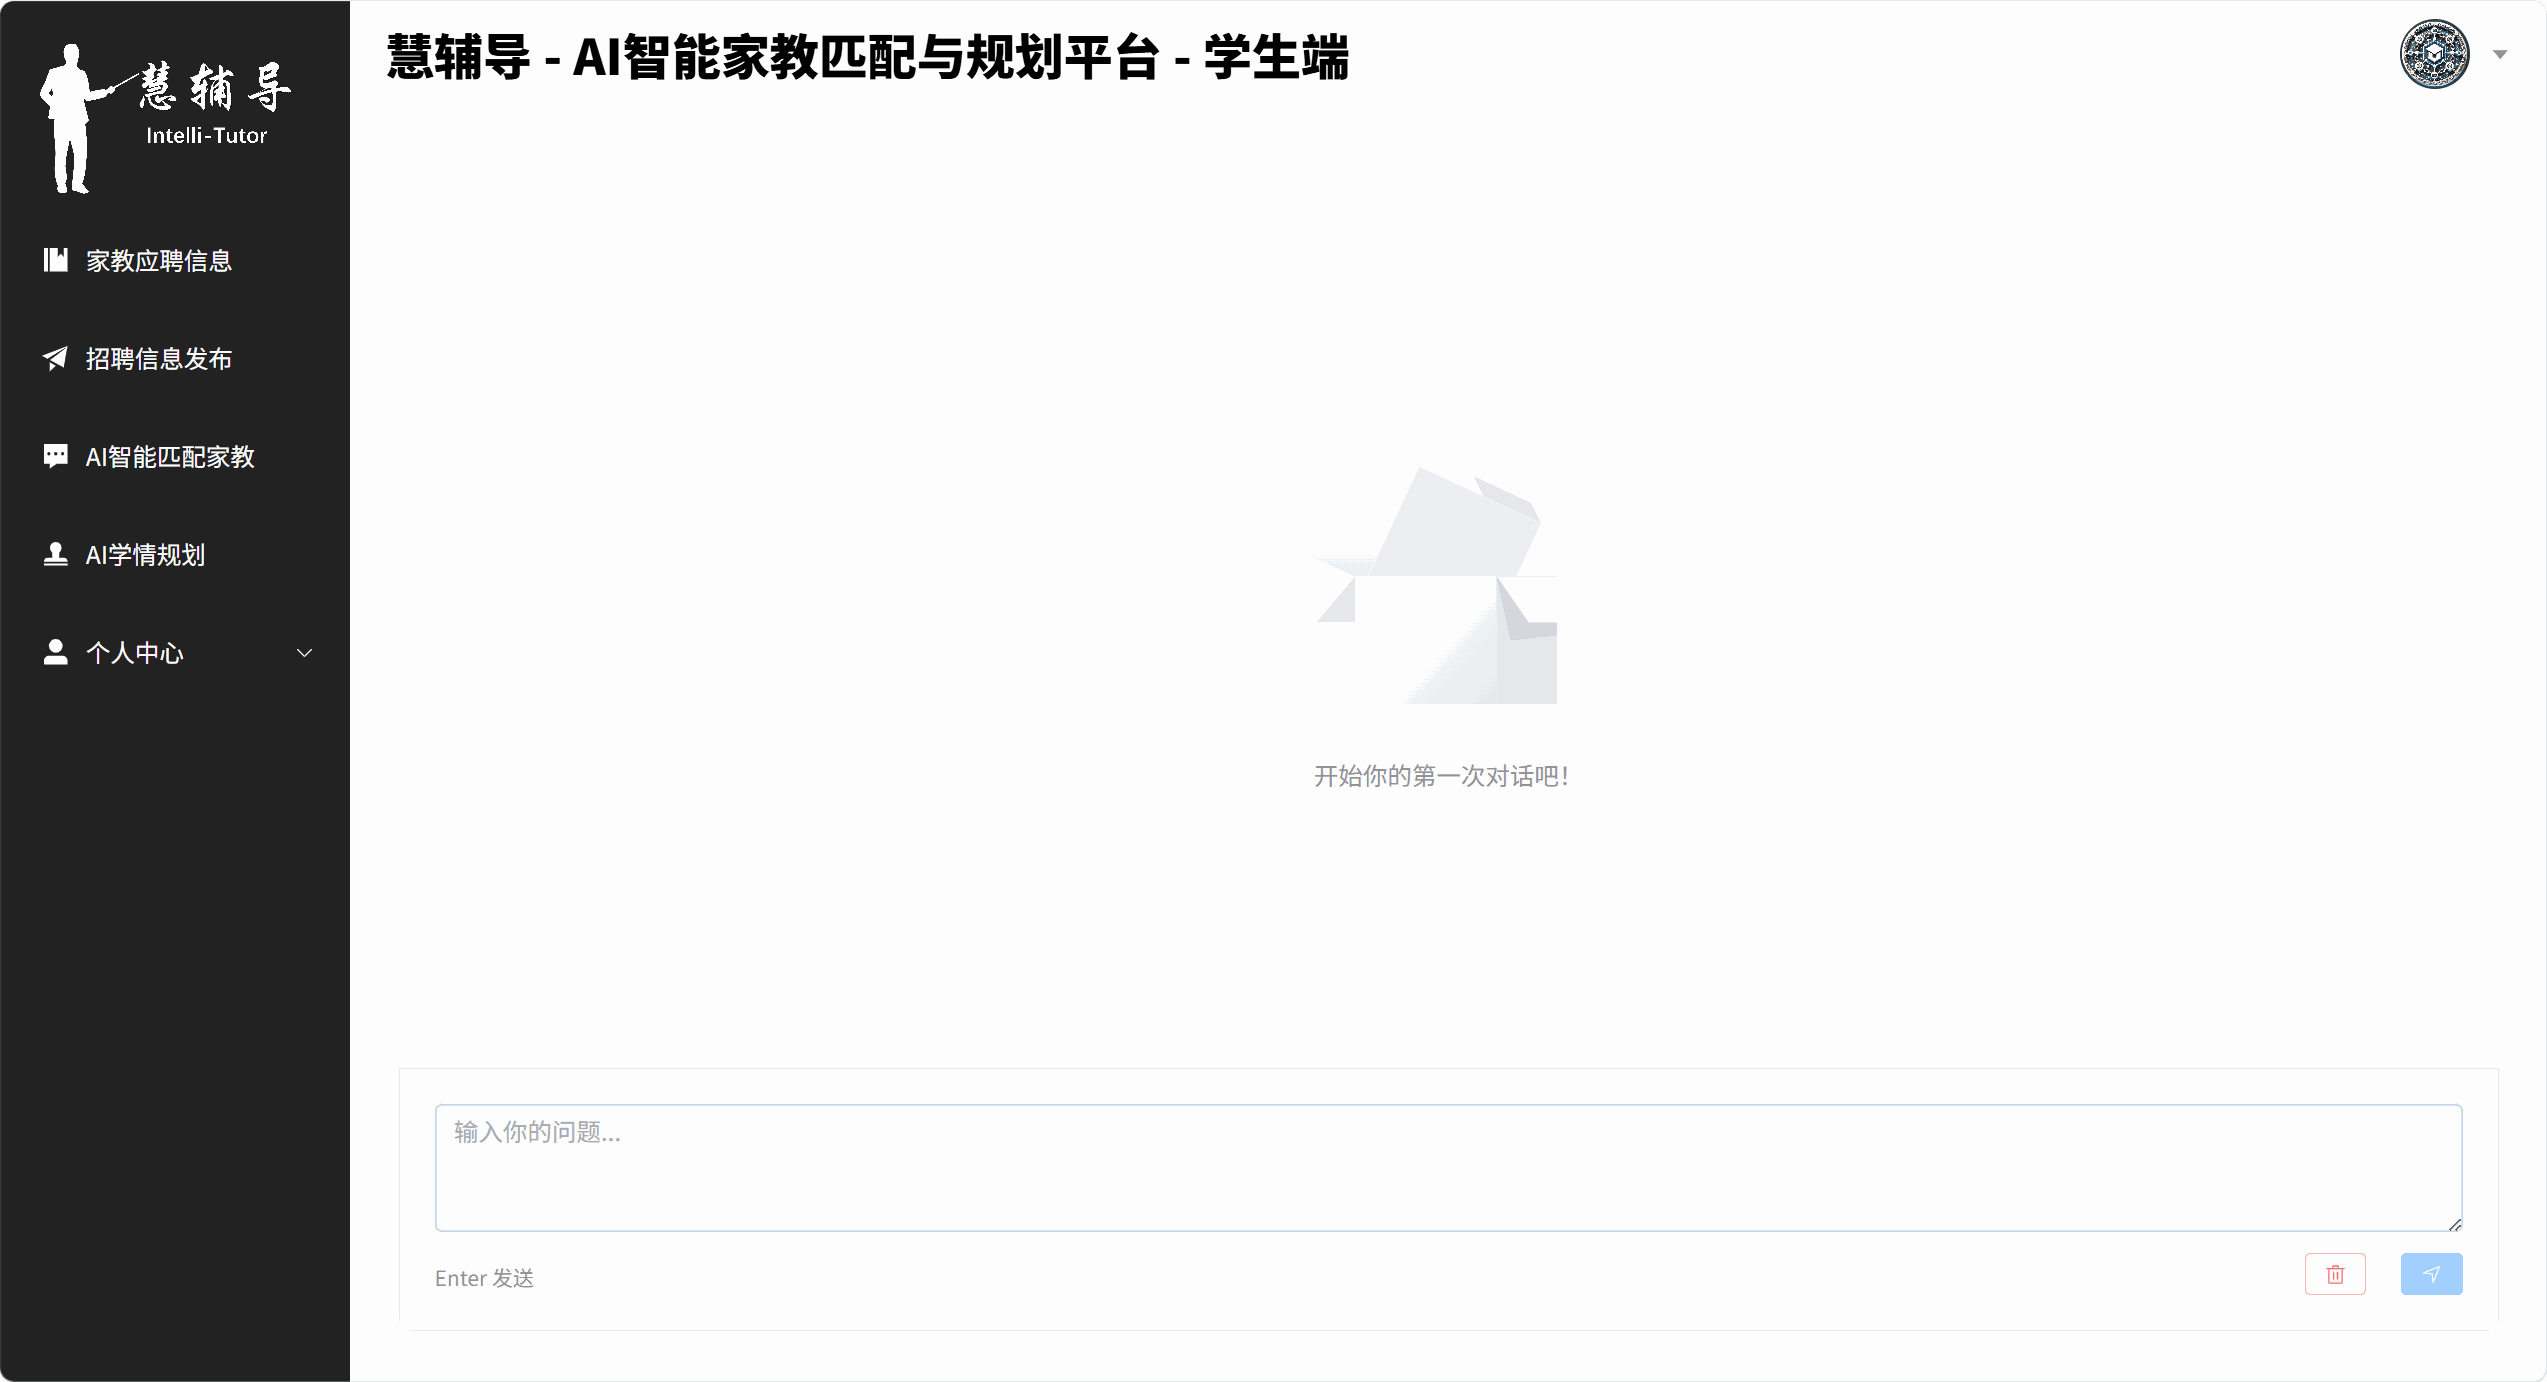 慧辅导
Intelli-Tutor
家教应聘信息
招聘信息发布
AI智能匹配家教
AI学情规划
个人中心
慧辅导 - AI智能家教匹配与规划平台 - 学生端
开始你的第一次对话吧！
输入你的问题...
Enter 发送